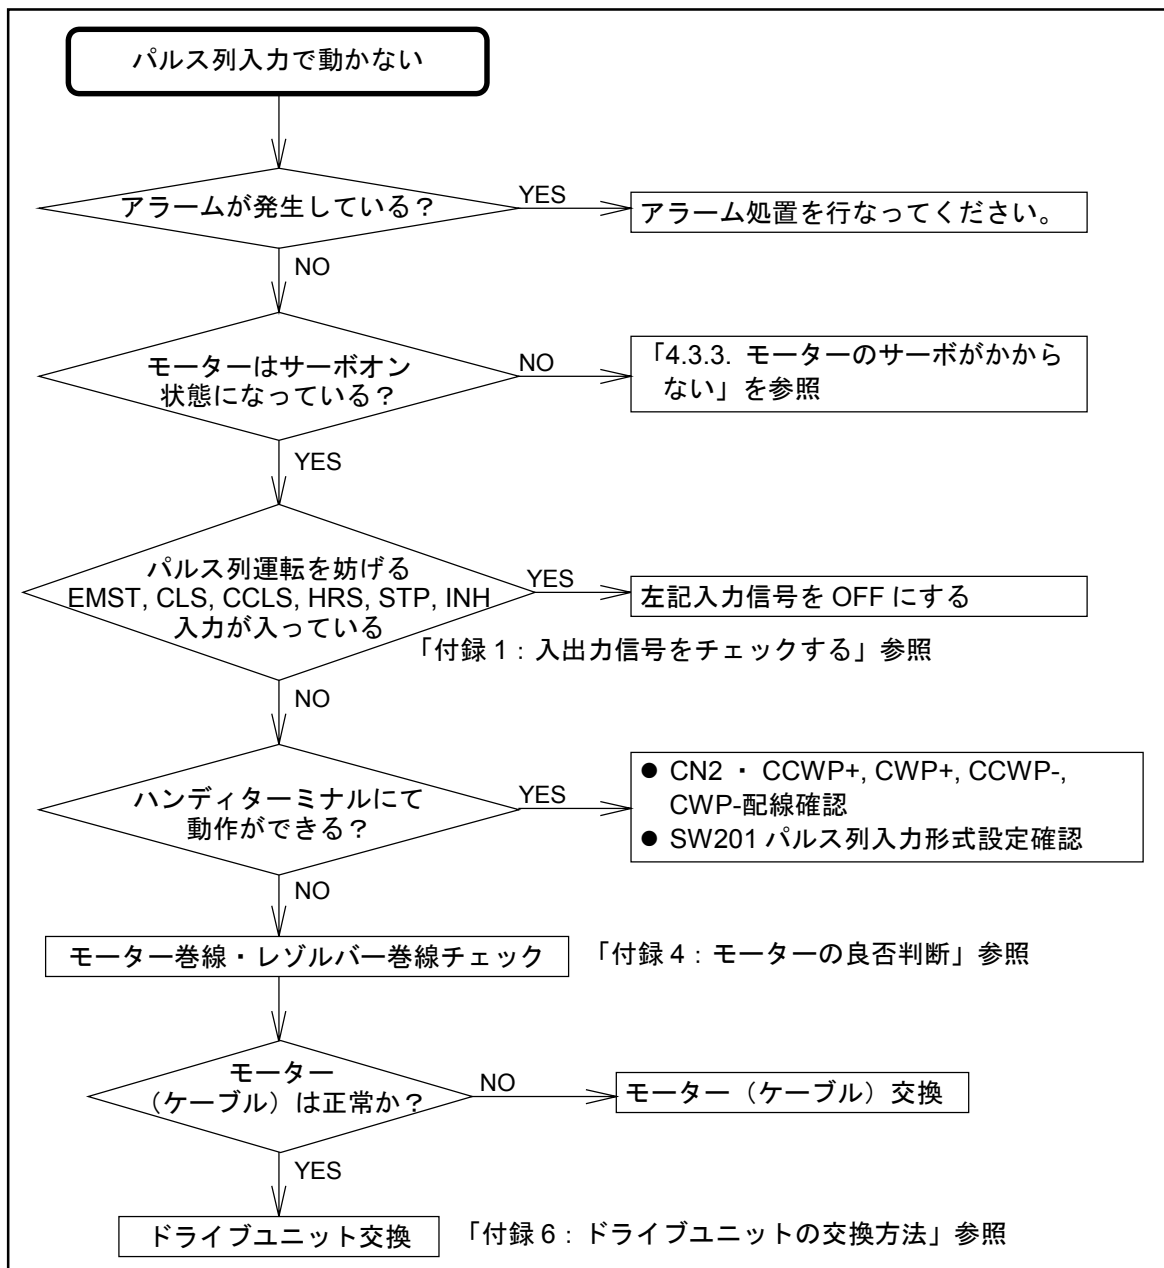 パルス列入力で動かない
アラームが発生している？
YES
アラーム処置を行なってください。
NO
モーターはサーボオン
状態になっている？
NO
「4.3.3. モーターのサーボがかから
ない」を参照
YES
パルス列運転を妨げる
EMST, CLS, CCLS, HRS, STP, INH
入力が入っている
YES
左記入力信号を OFF にする
「付録 1：入出力信号をチェックする」参照
NO
ハンディターミナルにて
動作ができる？
YES
● CN2 ・ CCWP+, CWP+, CCWP-,
CWP-配線確認
● SW201 パルス列入力形式設定確認
NO
モーター巻線・レゾルバー巻線チェック
「付録 4：モーターの良否判断」参照
モーター
（ケーブル）は正常か？
NO
モーター（ケーブル）交換
YES
ドライブユニット交換
「付録 6：ドライブユニットの交換方法」参照